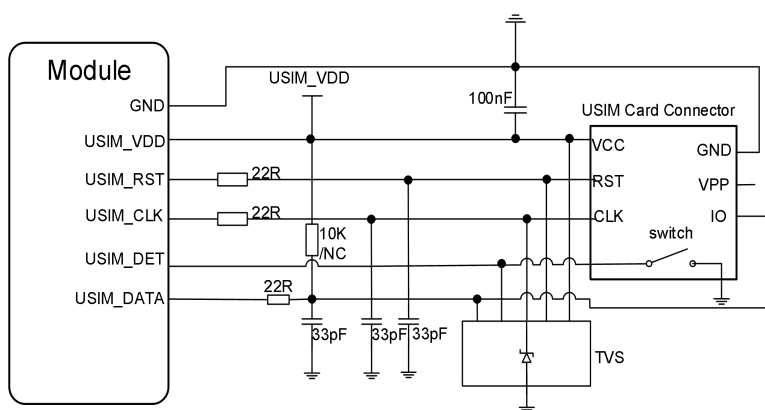 Module
USIM_VDD
GND
100nF
USIM Card Connector
USIM_VDD
VCC
GND
USIM_RST
22R
RST
VPP
USIM_CLK
22R
CLK
IO
10K
/NC
switch
USIM_DET
USIM_DATA
22R
33pF
33pF
33pF
TVS